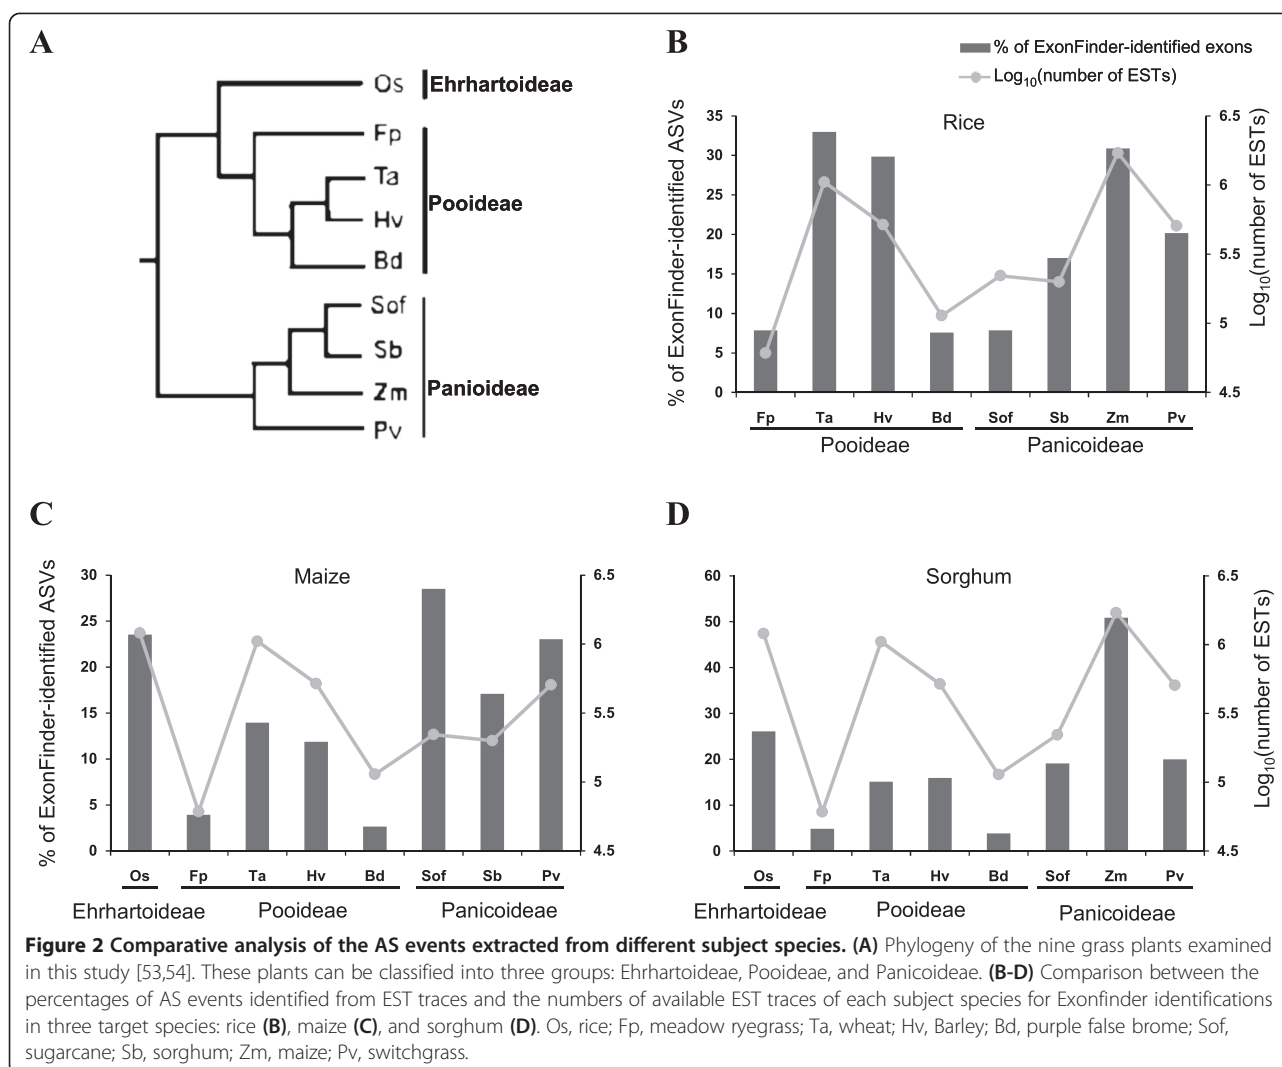 A
Os
Ehrhartoideae
Fp
Ta
Hv
Bd
Pooideae
Sof
Sb
Zm
Pv
Panioideae
B
% of ExonFinder-identified exons
Log10(number of ESTs)
Rice
% of ExonFinder-identified ASVs
35
30
25
20
15
10
5
0
6.5
6
5.5
5
4.5
Log10(number of ESTs)
Fp Ta Hv Bd Sof Sb Zm Pv
Pooideae Panicoideae
C
Maize
% of ExonFinder-identified ASVs
30
25
20
15
10
5
0
6.5
6
5.5
5
4.5
Os Fp Ta Hv Bd Sof Sb Pv
Ehrhartoideae Pooideae Panicoideae
D
Sorghum
60
50
40
30
20
10
0
6.5
6
5.5
5
4.5
Log10(number of ESTs)
Os Fp Ta Hv Bd Sof Zm Pv
Ehrhartoideae Pooideae Panicoideae
Figure 2 Comparative analysis of the AS events extracted from different subject species. (A) Phylogeny of the nine grass plants examined
in this study [53,54]. These plants can be classified into three groups: Ehrhartoideae, Pooideae, and Panicoideae. (B-D) Comparison between the
percentages of AS events identified from EST traces and the numbers of available EST traces of each subject species for Exonfinder identifications
in three target species: rice (B), maize (C), and sorghum (D). Os, rice; Fp, meadow ryegrass; Ta, wheat; Hv, Barley; Bd, purple false brome; Sof,
sugarcane; Sb, sorghum; Zm, maize; Pv, switchgrass.